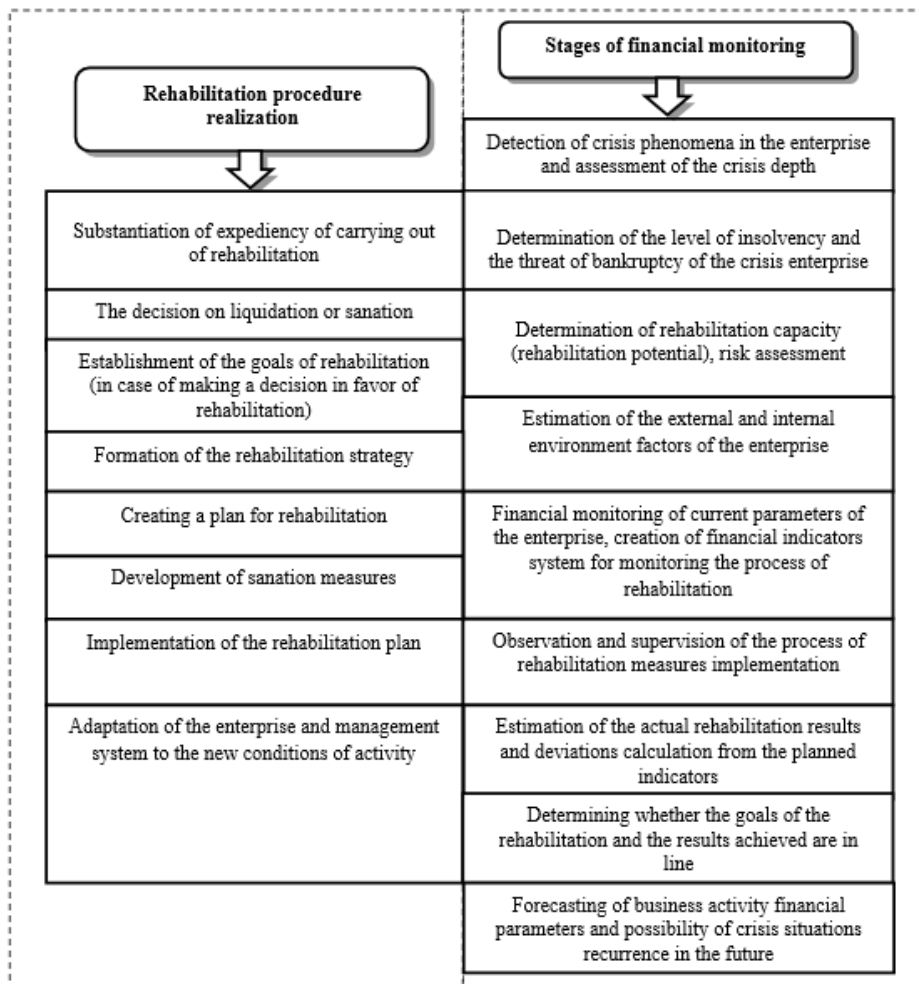 Rehabilitation procedure
realization
Substantiation of expediency of carrying out
of rehabilitation
The decision on liquidation or sanation
Establishment of the goals of rehabilitation
(in case of making a decision in favor of
rehabilitation)
Formation of the rehabilitation strategy
Creating a plan for rehabilitation
Development of sanation measures
Implementation of the rehabilitation plan
Adaptation of the enterprise and management
system to the new conditions of activity
Stages of financial monitoring
Detection of crisis phenomena in the enterprise
and assessment of the crisis depth
Determination of the level of insolvency and
the threat of bankruptcy of the crisis enterprise
Determination of rehabilitation capacity
(rehabilitation potential), risk assessment
Estimation of the external and internal
environment factors of the enterprise
Financial monitoring of current parameters of
the enterprise, creation of financial indicators
system for monitoring the process of
rehabilitation
Observation and supervision of the process of
rehabilitation measures implementation
Estimation of the actual rehabilitation results
and deviations calculation from the planned
indicators
Determining whether the goals of the
rehabilitation and the results achieved are in
line
Forecasting of business activity financial
parameters and possibility of crisis situations
recurrence in the future